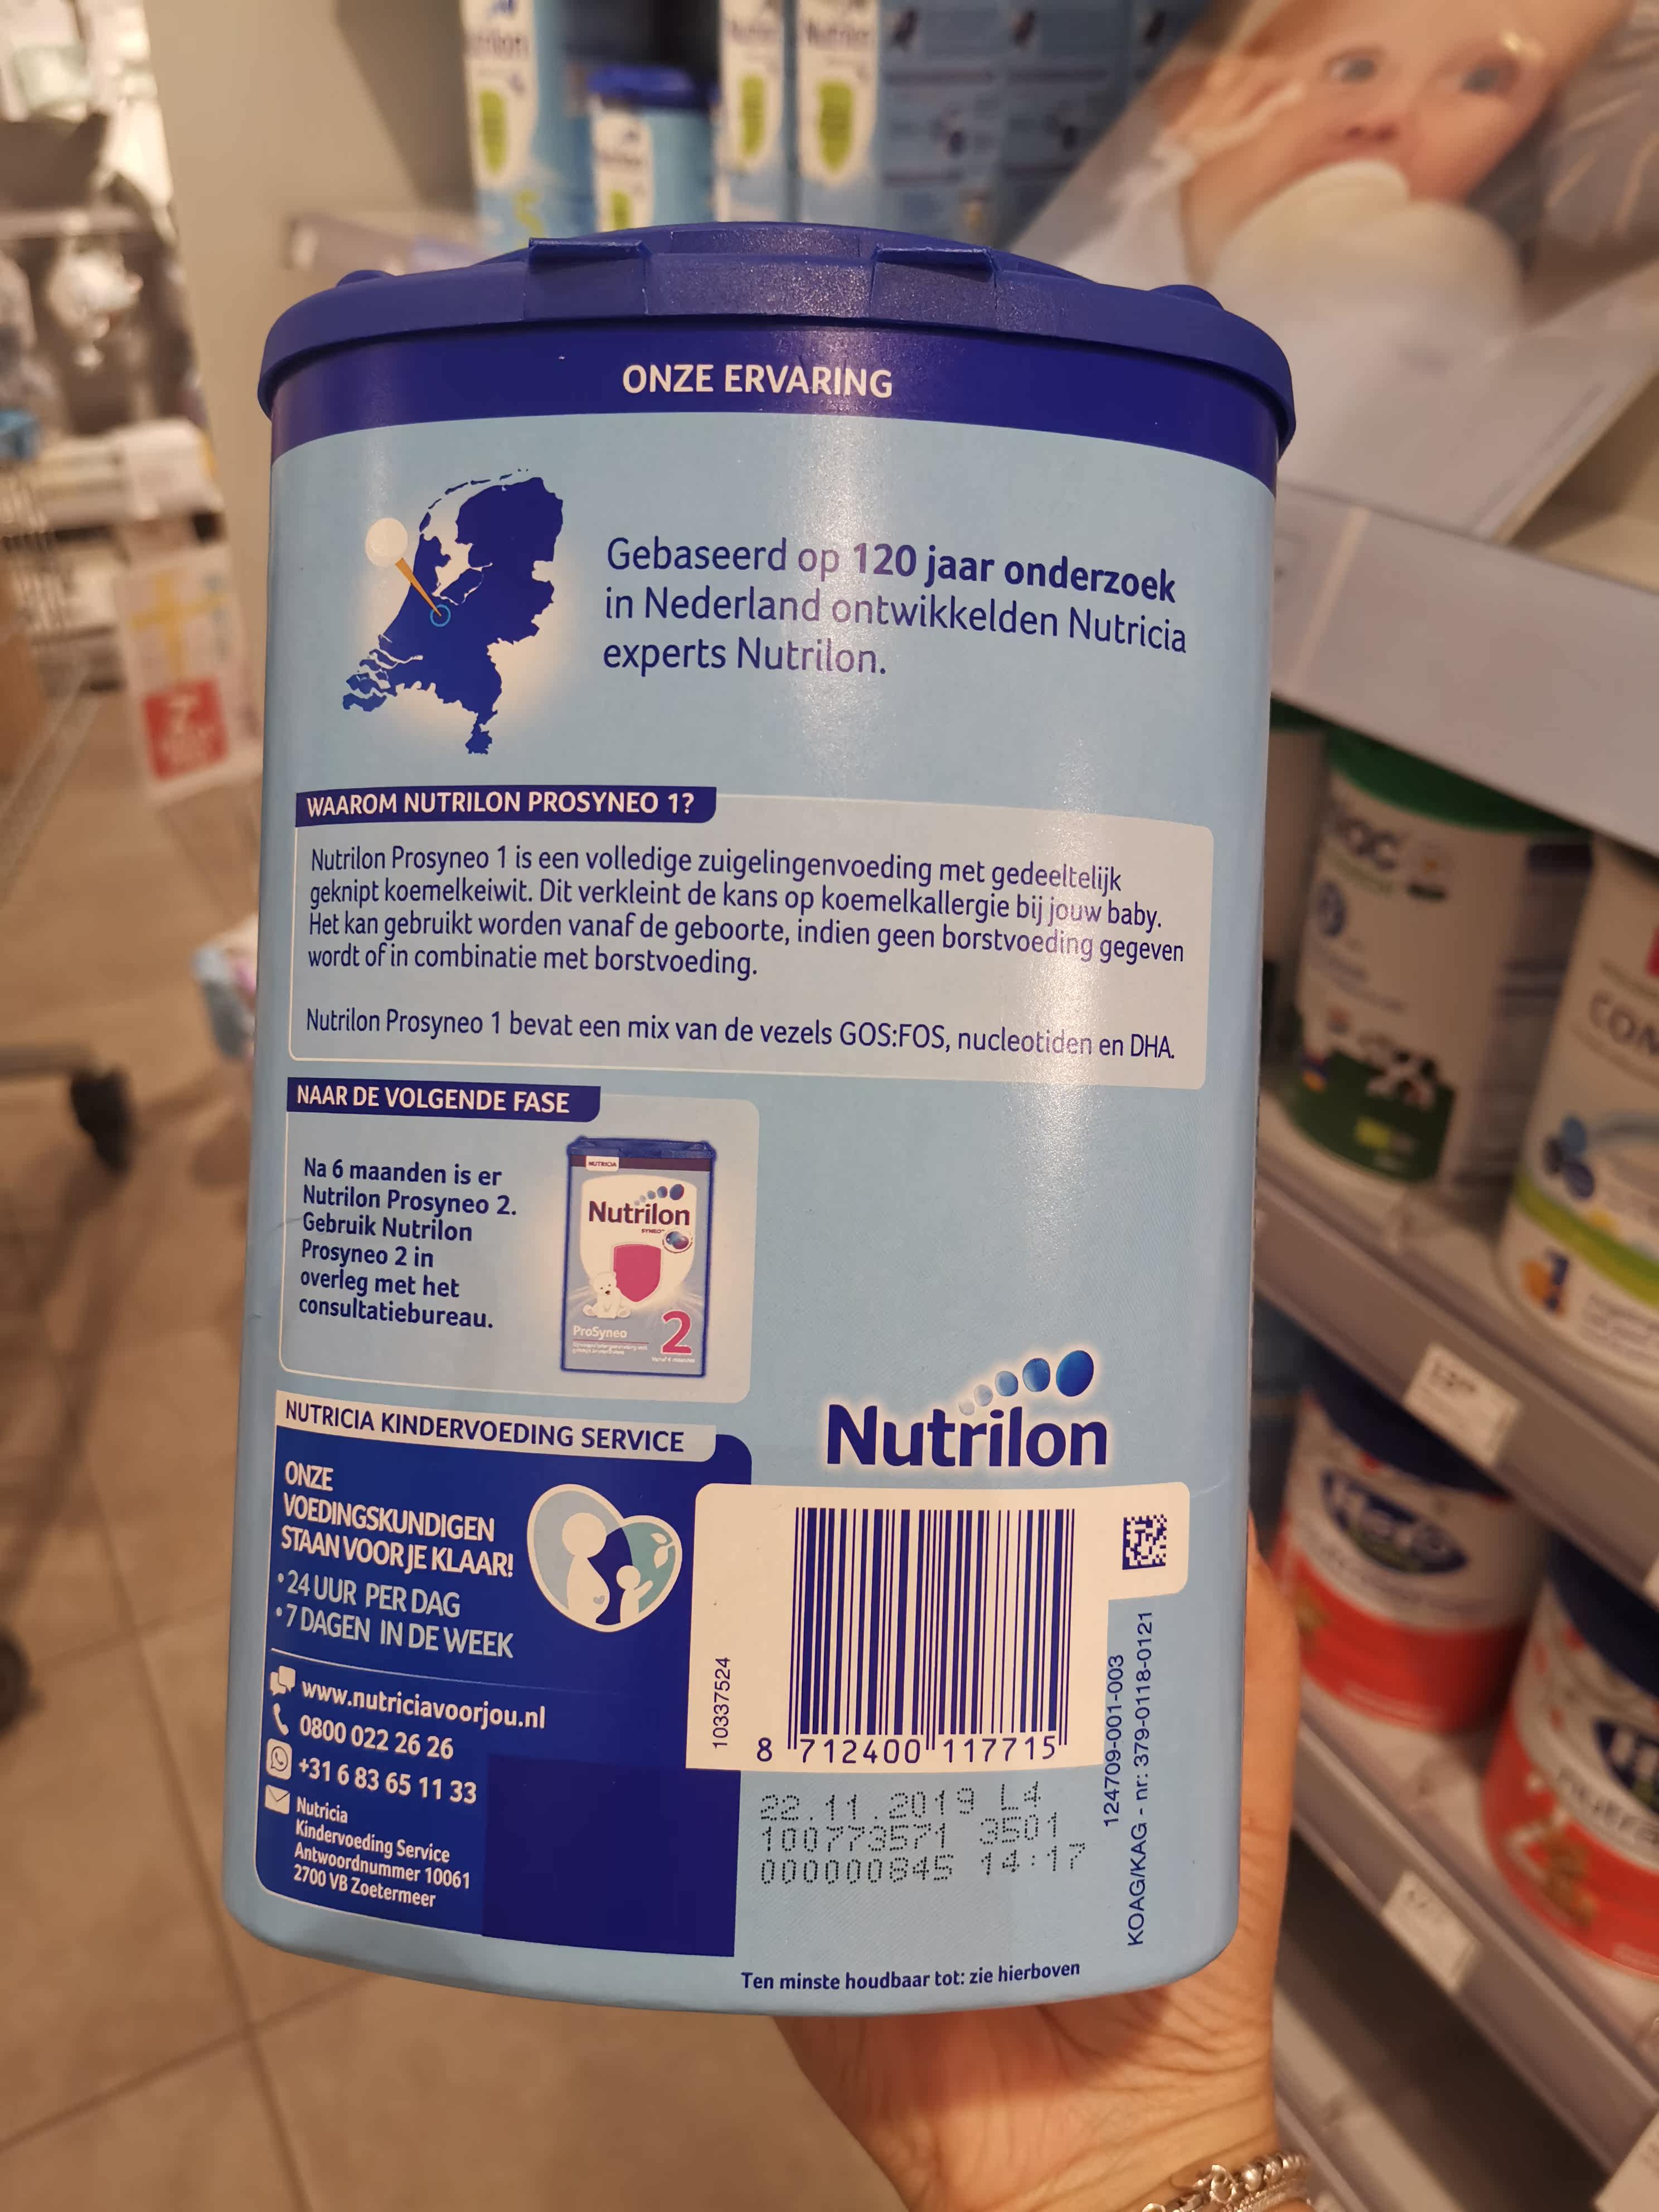 ONZE ERVARING
Gebaseerd op 120 jaar onderzoek
in Nederland ontwikkelden Nutricia
experts Nutrilon.
WAAROM NUTRILON PROSYNEO 1?
Nutrilon Prosyneo 1 is een volledige zuigelingenvoeding met gedeeltelijk
geknipt koemelkeiwit. Dit verkleint de kans op koemelkallergie bij jouw baby.
Het kan gebruikt worden vanaf de geboorte, indien geen borstvoeding gegeven
wordt of in combinatie met borstvoeding.
Nutrilon Prosyneo 1 bevat een mix van de vezels GOS:FOS, nucleotiden en DHA.
NAAR DE VOLGENDE FASE
Na 6 maanden is er
Nutrilon Prosyneo 2.
Gebruik Nutrilon
Prosyneo 2 in
overleg met het
consultatiebureau.
NUTRICIA
Nutrilon
SYNEO
ProSyneo
2
NUTRICIA KINDERVOEDING SERVICE
ONZE
VOEDINGSKUNDIGEN
STAAN VOOR JE KLAAR!
•24 UUR PER DAG
•7 DAGEN IN DE WEEK
www.nutriciavoorjou.nl
0800 022 26 26
+31 6 83 65 11 33
Nutricia
Kindervoeding Service
Antwoordnummer 10061
2700 VB Zoetermeer
Nutrilon
10337524
8 712400 117715
124709-001-003
KOAG/KAG - nr: 379-0118-0121
22.11.2019 L4
100773571 3501
000000845 14:17
Ten minste houdbaar tot: zie hierboven